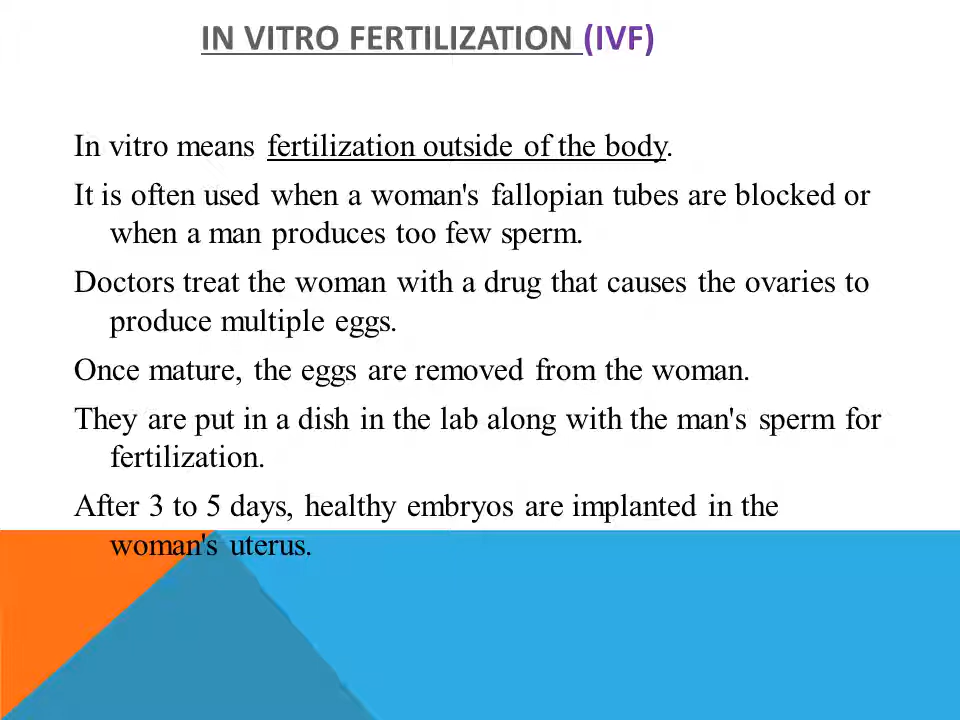 IN VITRO FERTILIZATION (IVF)
In vitro means fertilization outside of the body.
It is often used when a woman's fallopian tubes are blocked or
when a man produces too few sperm.
Doctors treat the woman with a drug that causes the ovaries to
produce multiple eggs.
Once mature, the eggs are removed from the woman.
They are put in a dish in the lab along with the man's sperm for
fertilization.
After 3 to 5 days, healthy embryos are implanted in the
woman's uterus.